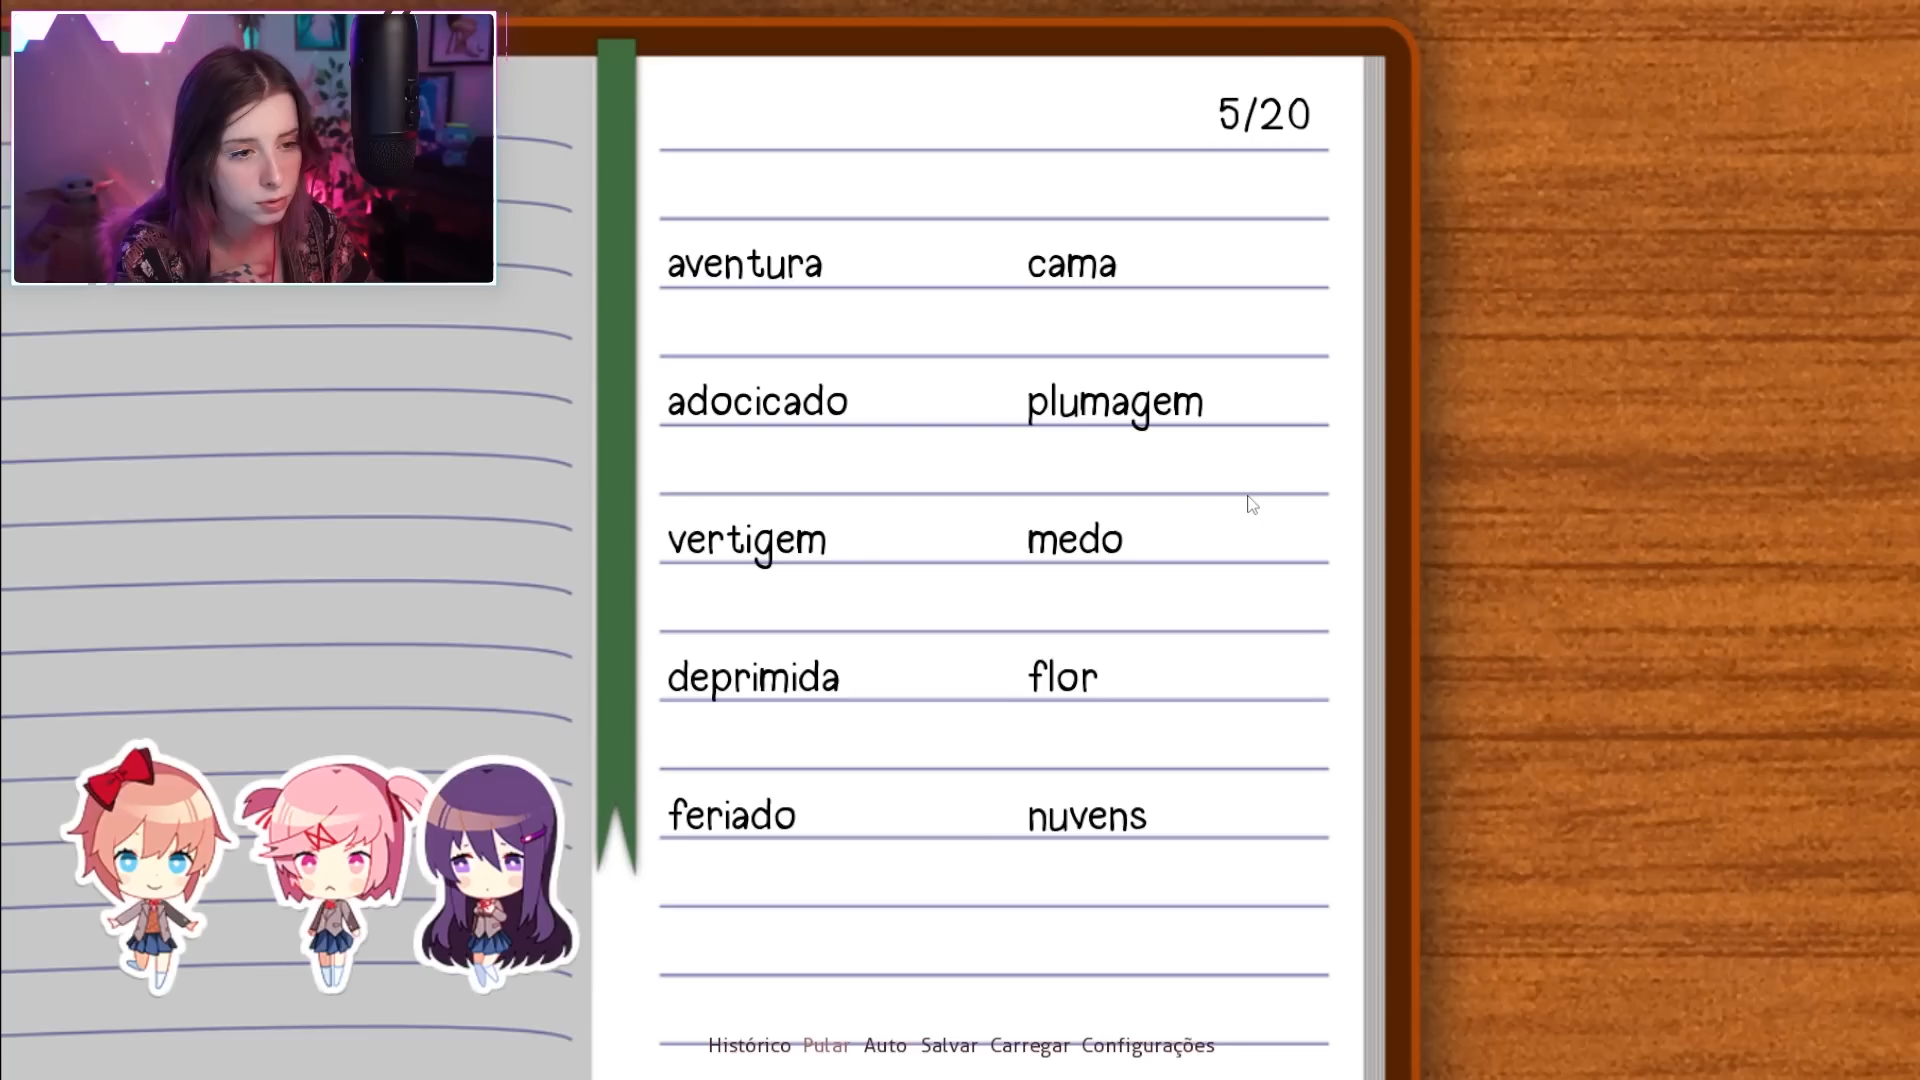 5/20
aventura cama
adocicado plumagem
vertigem medo
deprimida flor
feriado nuvens
Histórico Pular Auto Salvar Carregar Configurações